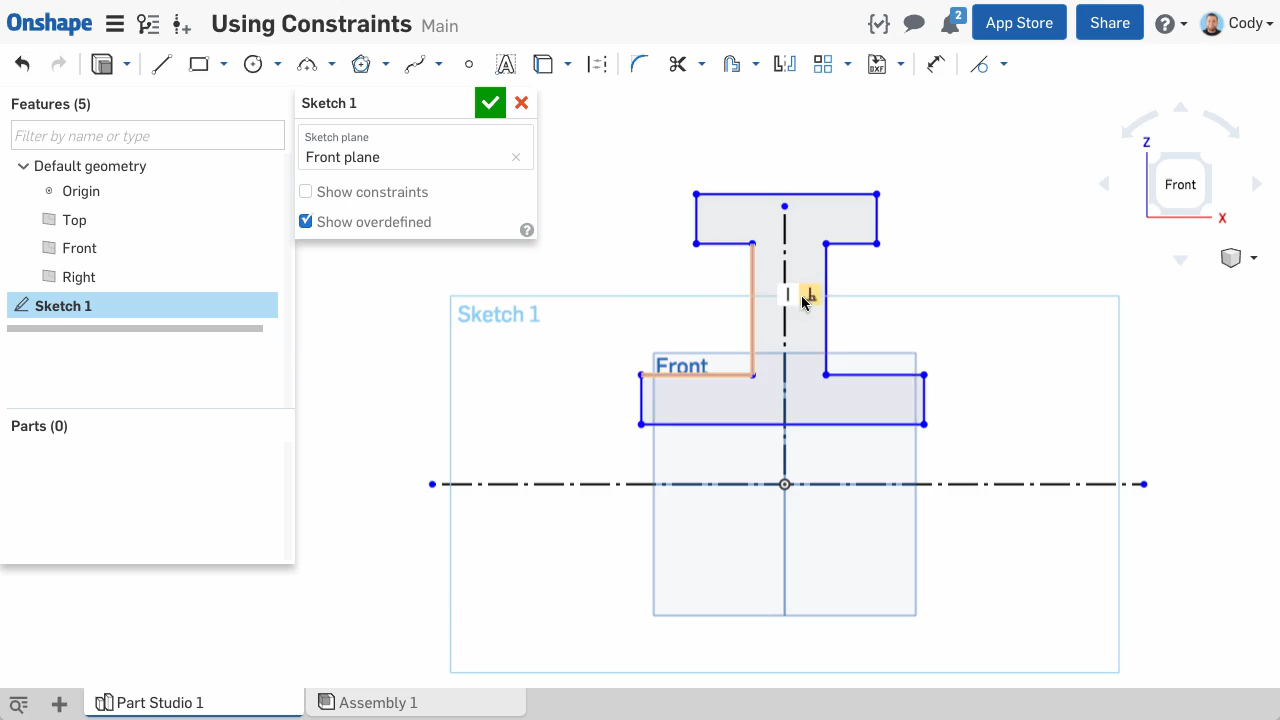 Onshape
Using Constraints Main
2
App Store
Share
Cody
DXF
Features (5)
Filter by name or type
Default geometry
Origin
Top
Front
Right
Sketch 1
Parts (0)
Sketch 1
Sketch plane
Front plane
Show constraints
Show overdefined
Sketch 1
Front
Z
Front
X
Part Studio 1
Assembly 1